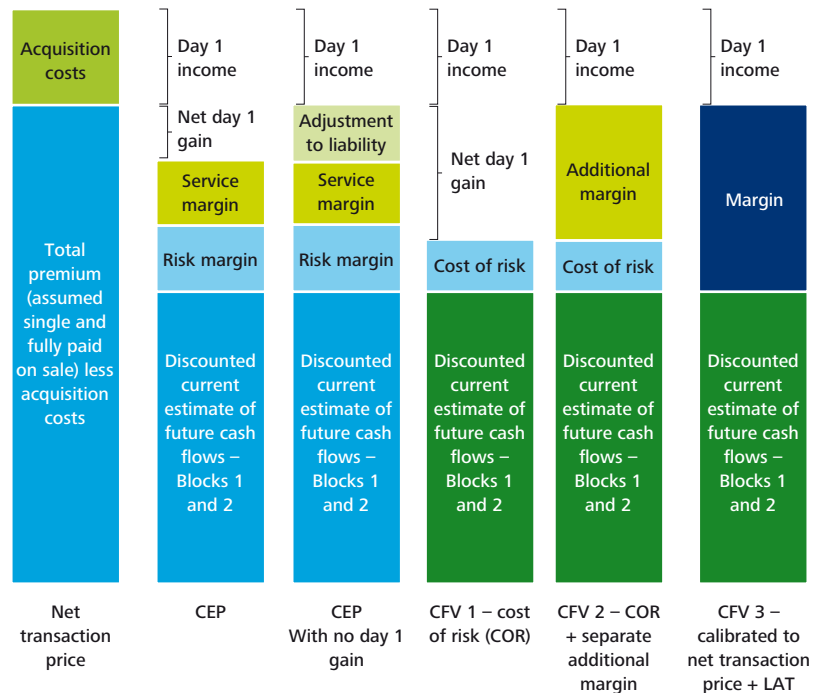 Acquisition
costs
Total
premium
(assumed
single and
fully paid
on sale) less
acquisition
costs
Net
transaction
price
Day 1
income
Net day 1
gain
Service
margin
Risk margin
Discounted
current
estimate of
future cash
flows –
Blocks 1
and 2
CEP
Day 1
income
Adjustment
to liability
Service
margin
Risk margin
Discounted
current
estimate of
future cash
flows –
Blocks 1
and 2
CEP
With no day 1
gain
Day 1
income
Net day 1
gain
Cost of risk
Discounted
current
estimate of
future cash
flows –
Blocks 1
and 2
CFV 1 – cost
of risk (COR)
Day 1
income
Additional
margin
Cost of risk
Discounted
current
estimate of
future cash
flows –
Blocks 1
and 2
CFV 2 – COR
+ separate
additional
margin
Day 1
income
Margin
Discounted
current
estimate of
future cash
flows –
Blocks 1
and 2
CFV 3 –
calibrated to
net transaction
price + LAT